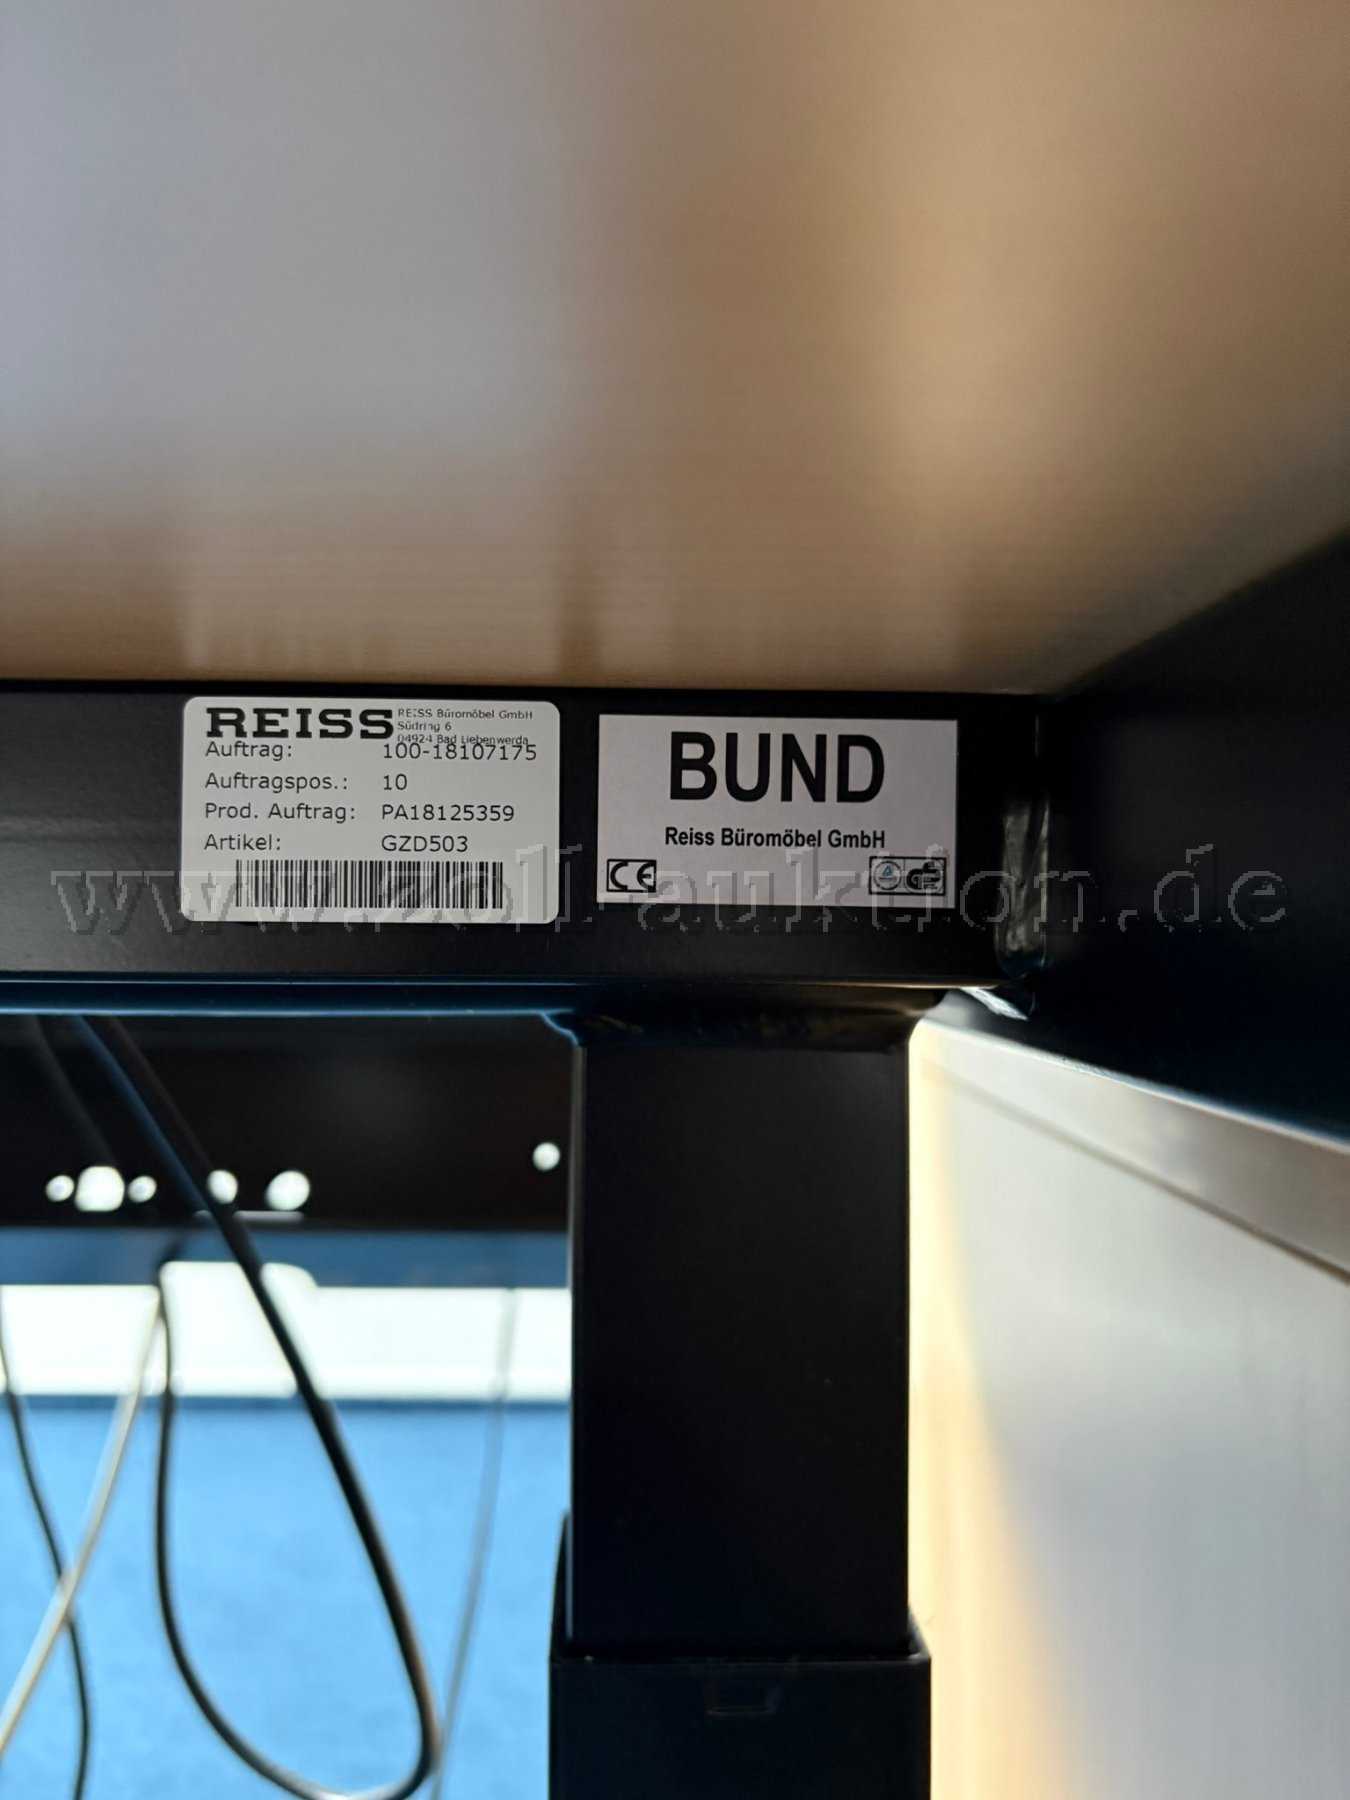 REISS
REISS Büromöbel GmbH
Südring 6
04924 Bad Liebenwerda
Auftrag: 100-18107175
Auftragspos.: 10
Prod. Auftrag: PA18125359
Artikel: GZD503
BUND
Reiss Büromöbel GmbH
CE
www.zoll-auktion.de